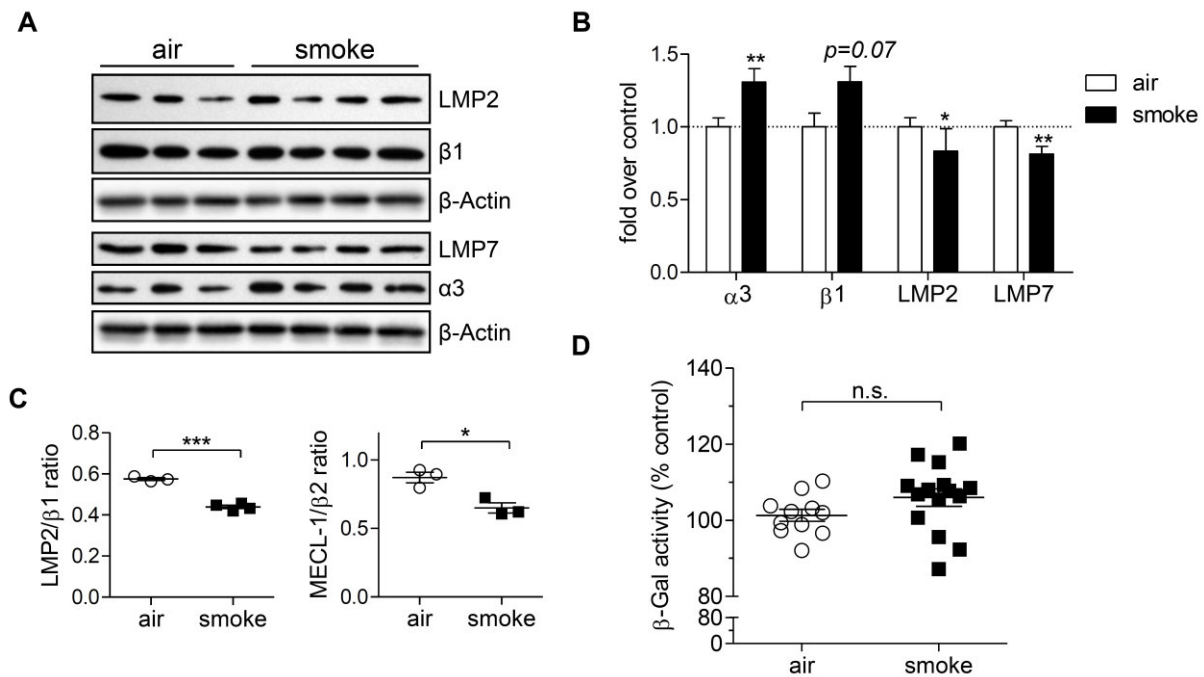 A
air smoke
LMP2
β1
β-Actin
LMP7
α3
β-Actin
B
fold over control
1.5
1.0
0.5
0.0
** p=0.07 * **
α3 β1 LMP2 LMP7
air
smoke
C
LMP2/β1 ratio
0.8
0.6
0.4
0.2
0.0
***
air smoke
MECL-1/β2 ratio
1.0
0.5
0.0
*
air smoke
D
β-Gal activity (% control)
140
120
100
80
80
0
n.s.
air smoke